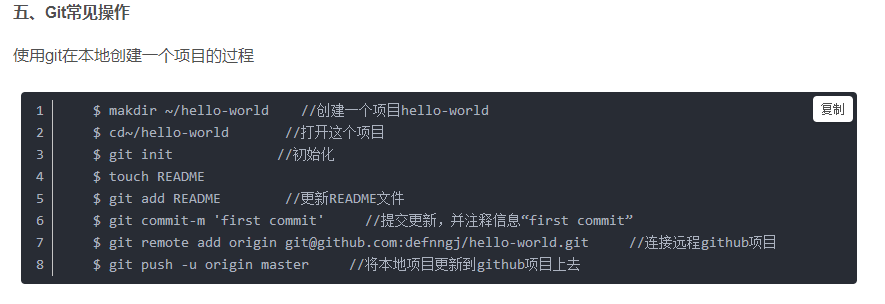 五、Git常见操作
使用git在本地创建一个项目的过程
复制
1 $ makdir ~/hello-world //创建一个项目hello-world
2 $ cd~/hello-world //打开这个项目
3 $ git init //初始化
4 $ touch README
5 $ git add README //更新README文件
6 $ git commit-m 'first commit' //提交更新，并注释信息“first commit”
7 $ git remote add origin git@github.com:defnngj/hello-world.git //连接远程github项目
8 $ git push -u origin master //将本地项目更新到github项目上去